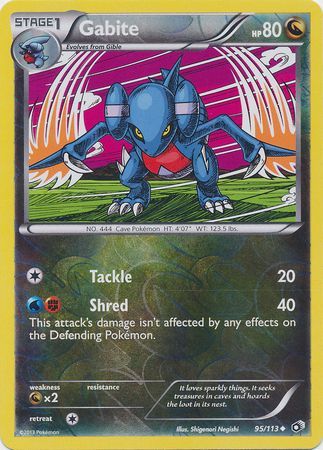 STAGE1
Gabite
HP80
Evolves from Gible
NO. 444 Cave Pokémon HT: 4'07" WT: 123.5 lbs.
Tackle 20
Shred 40
This attack's damage isn't affected by any effects on
the Defending Pokémon.
weakness resistance
×2
retreat
It loves sparkly things. It seeks
treasures in caves and hoards
the loot in its nest.
Illus. Shigenori Negishi
95/113
©2013 Pokémon